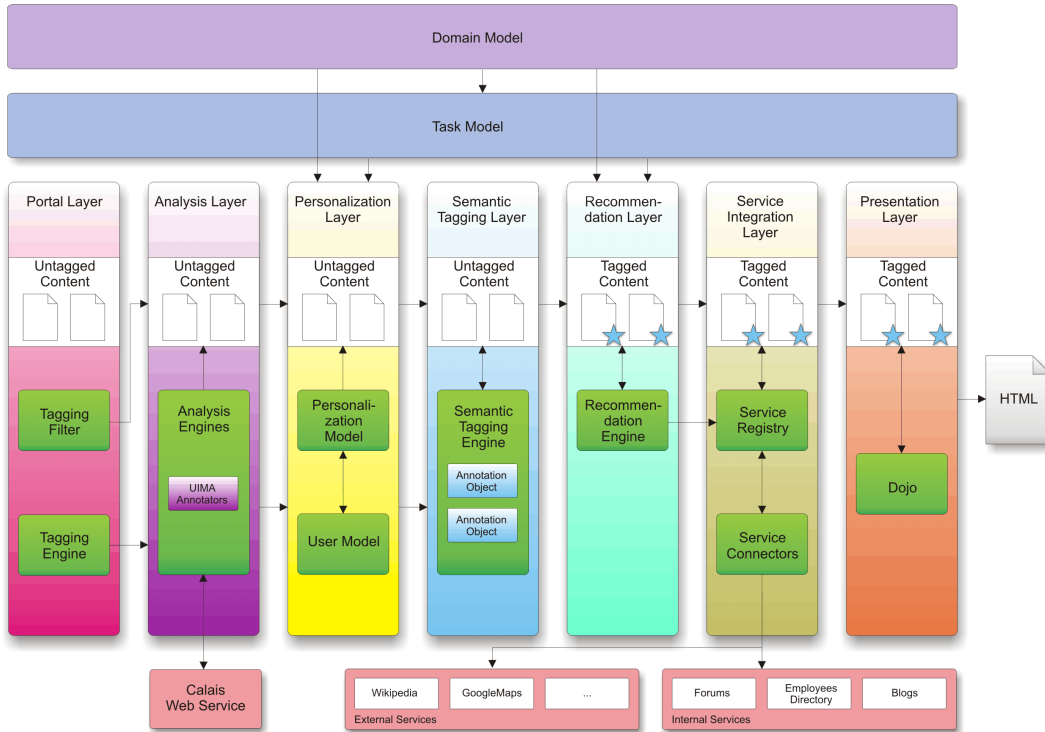 Domain Model
Task Model
Portal Layer
Untagged
Content
Tagging
Filter
Tagging
Engine
Analysis Layer
Untagged
Content
Analysis
Engines
UIMA
Annotators
Calais
Web Service
Personalization
Layer
Untagged
Content
Personali-
zation Model
User Model
Semantic
Tagging Layer
Untagged
Content
Semantic
Tagging
Engine
Annotation
Object
Annotation
Object
Recommen-
dation Layer
Tagged
Content
Recommen-
dation Engine
Service
Integration
Layer
Tagged
Content
Service
Registry
Service
Connectors
Presentation
Layer
Tagged
Content
Dojo
HTML
Wikipedia
GoogleMaps
...
External Services
Forums
Employees
Directory
Blogs
Internal Services